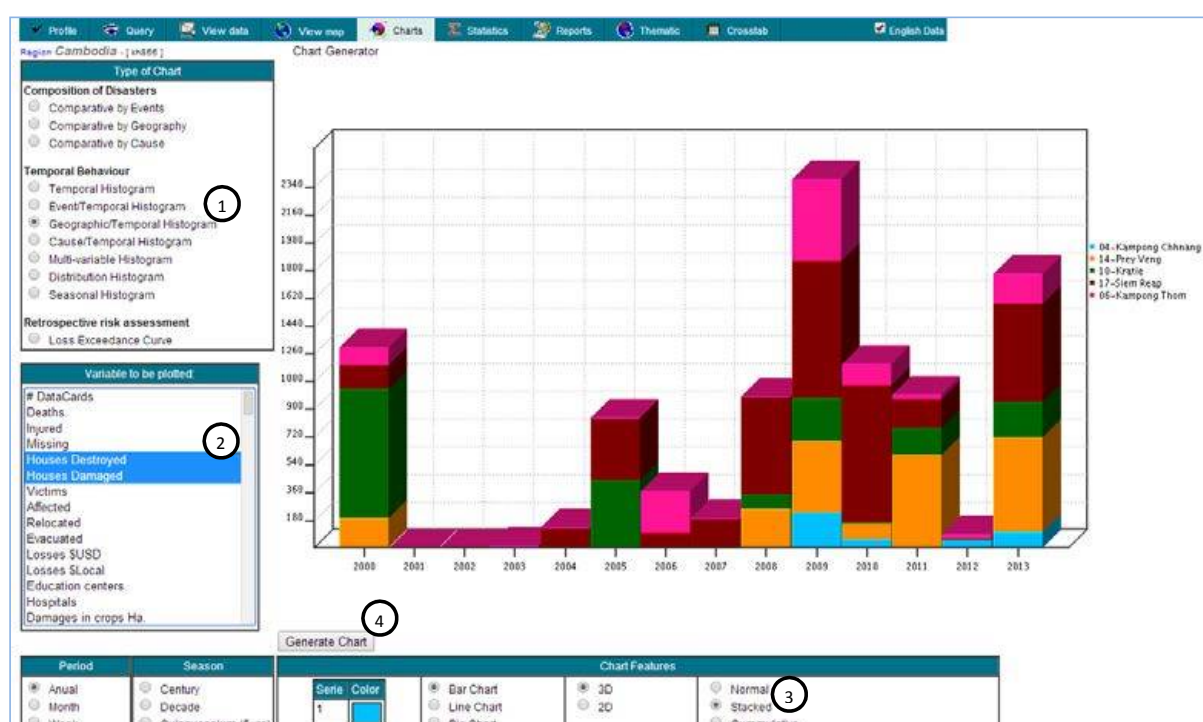 Profile Query View data View map Charts Statistics Reports Thematic Crosstab English Data
Region Cambodia - [ kh866 ]
Chart Generator
Type of Chart
Composition of Disasters
Comparative by Events
Comparative by Geography
Comparative by Cause
Temporal Behaviour
Temporal Histogram
Event/Temporal Histogram
1
Geographic/Temporal Histogram
Cause/Temporal Histogram
Multi-variable Histogram
Distribution Histogram
Seasonal Histogram
Retrospective risk assessment
Loss Exceedance Curve
Variable to be plotted:
# DataCards
Deaths
Injured
Missing
2
Houses Destroyed
Houses Damaged
Victims
Affected
Relocated
Evacuated
Losses $USD
Losses $Local
Education centers
Hospitals
Damages in crops Ha.
2340
2160
1980
1800
1620
1440
1260
1080
900
720
540
360
180
2000 2001 2002 2003 2004 2005 2006 2007 2008 2009 2010 2011 2012 2013
04-Kampong Chhnang
14-Prey Veng
10-Kratie
17-Siem Reap
06-Kampong Thom
4
Generate Chart
Period Season Chart Features
Anual Century Serie Color Bar Chart 3D Normal
3
Month Decade 1 Line Chart 2D Stacked